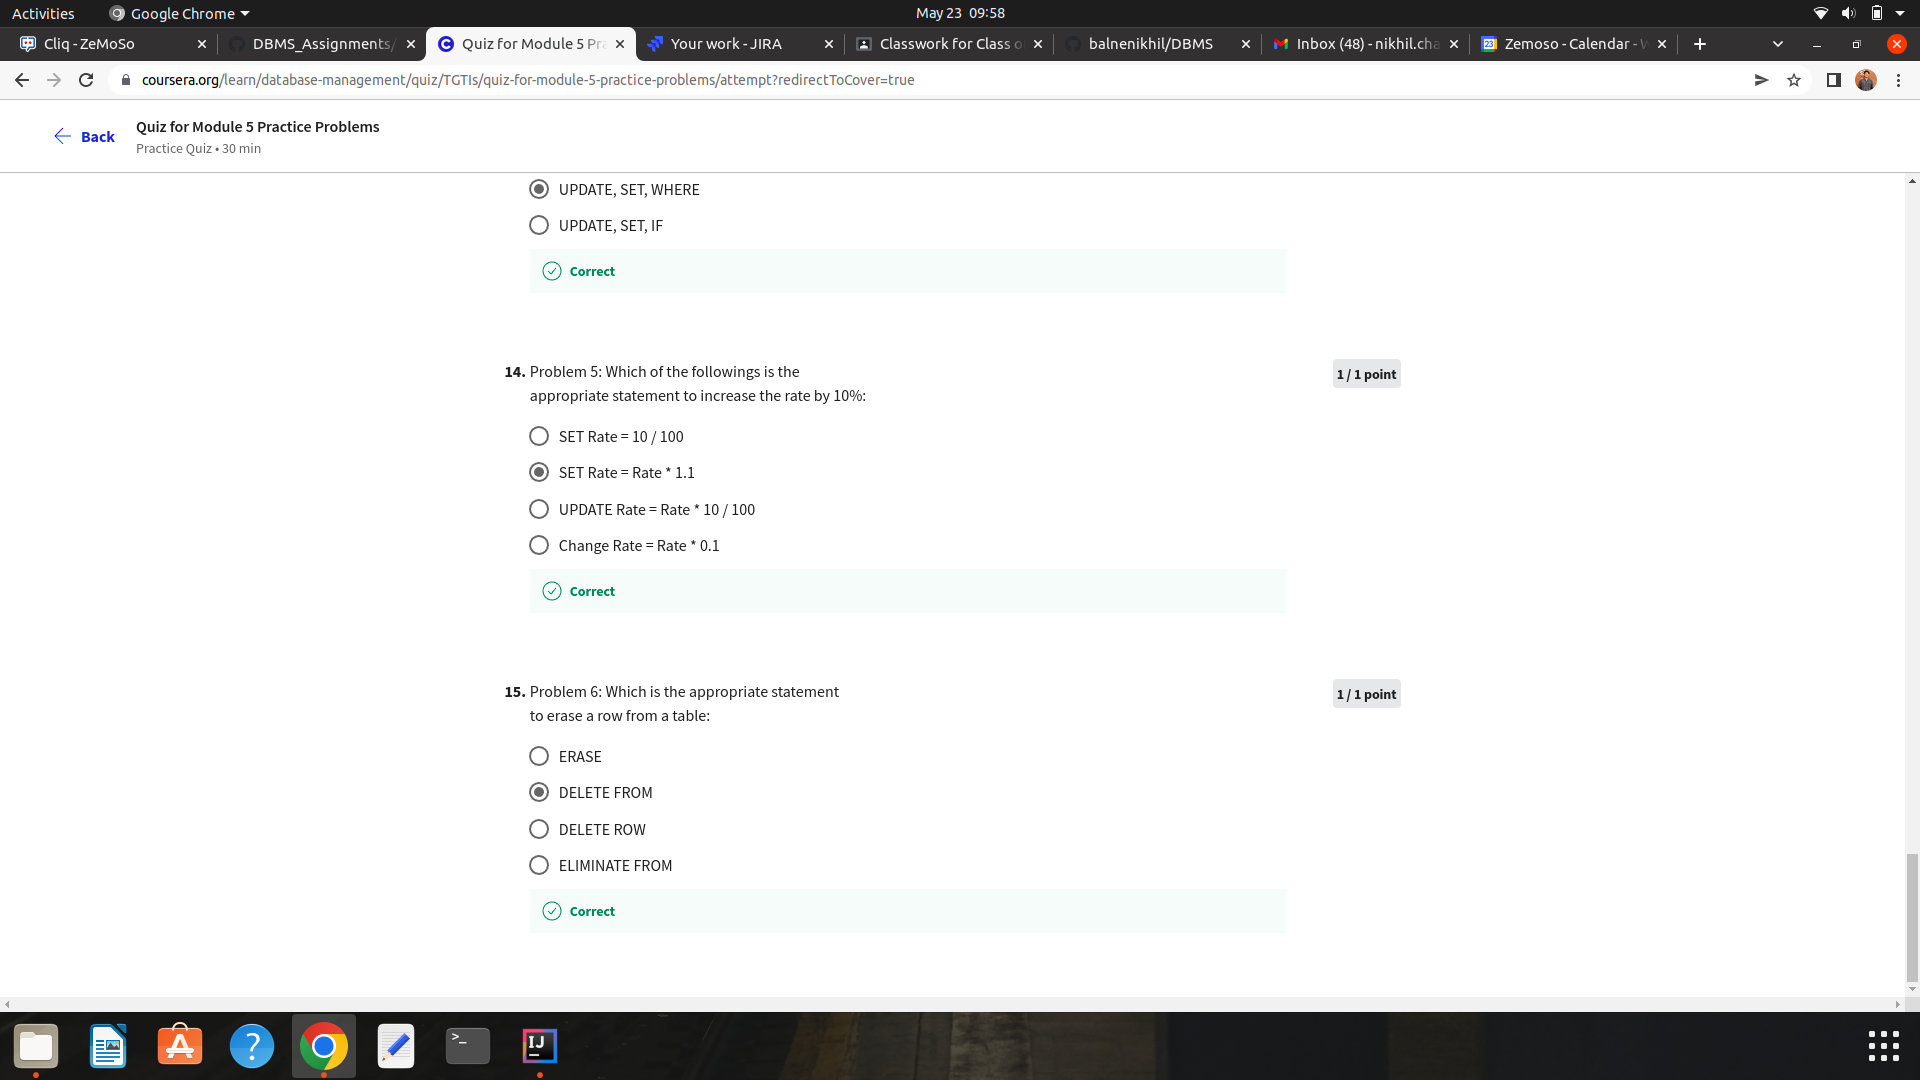 Activities
Google Chrome
May 23 09:58
Cliq - ZeMoSo
DBMS_Assignments/
Quiz for Module 5 Pra
Your work - JIRA
Classwork for Class o
balnenikhil/DBMS
Inbox (48) - nikhil.cha
Zemoso - Calendar - W
coursera.org/learn/database-management/quiz/TGTIs/quiz-for-module-5-practice-problems/attempt?redirectToCover=true
Back
Quiz for Module 5 Practice Problems
Practice Quiz • 30 min
UPDATE, SET, WHERE
UPDATE, SET, IF
Correct
14. Problem 5: Which of the followings is the
appropriate statement to increase the rate by 10%:
1 / 1 point
SET Rate = 10 / 100
SET Rate = Rate * 1.1
UPDATE Rate = Rate * 10 / 100
Change Rate = Rate * 0.1
Correct
15. Problem 6: Which is the appropriate statement
to erase a row from a table:
1 / 1 point
ERASE
DELETE FROM
DELETE ROW
ELIMINATE FROM
Correct